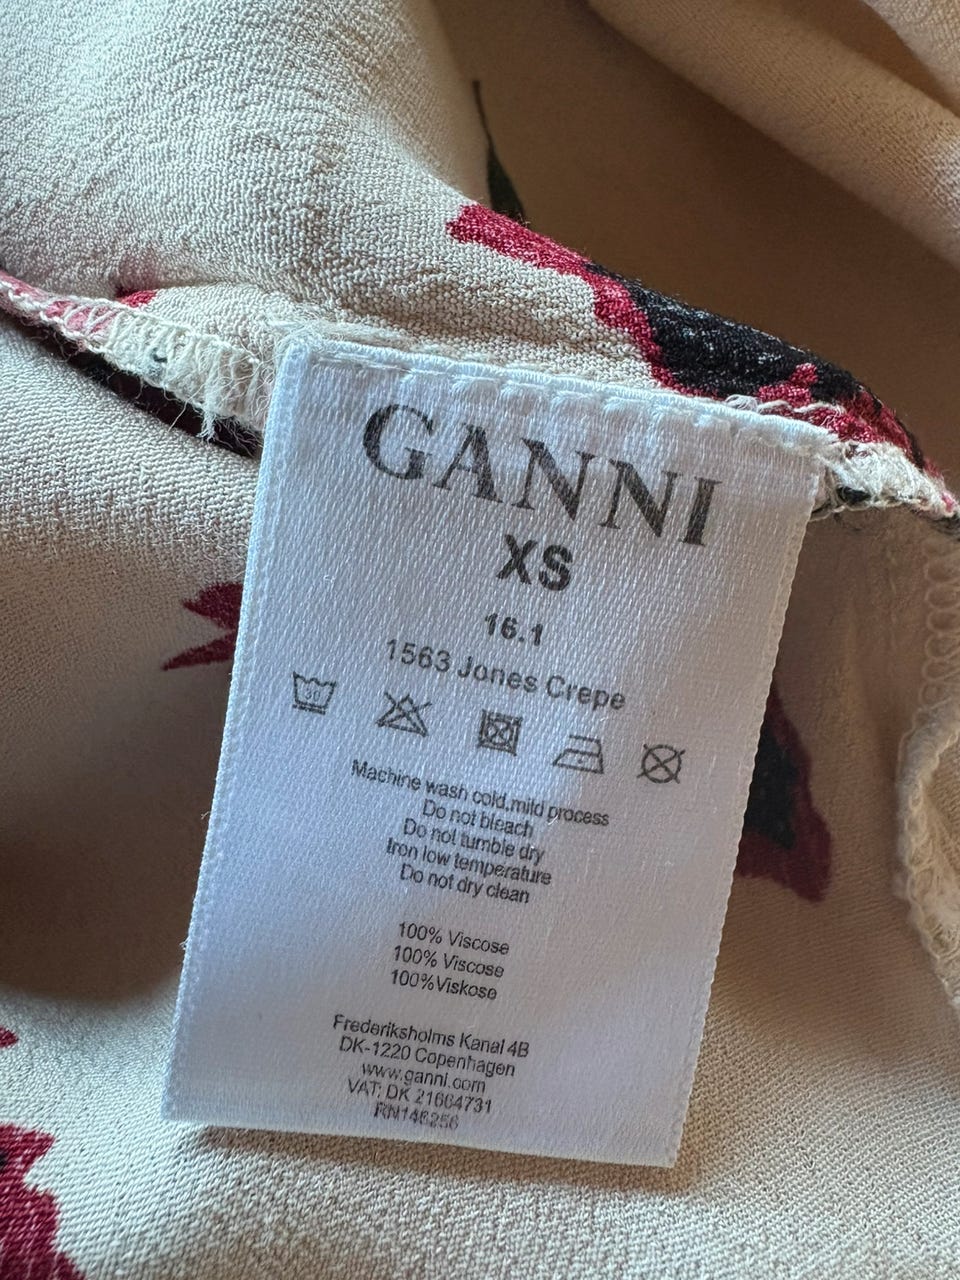 GANNI
XS
16.1
1563 Jones Crepe
30
Machine wash cold,mild process
Do not bleach
Do not tumble dry
Iron low temperature
Do not dry clean
100% Viscose
100% Viscose
100%Viskose
Frederiksholms Kanal 4B
DK-1220 Copenhagen
www.ganni.com
VAT: DK 21664731
RN146256